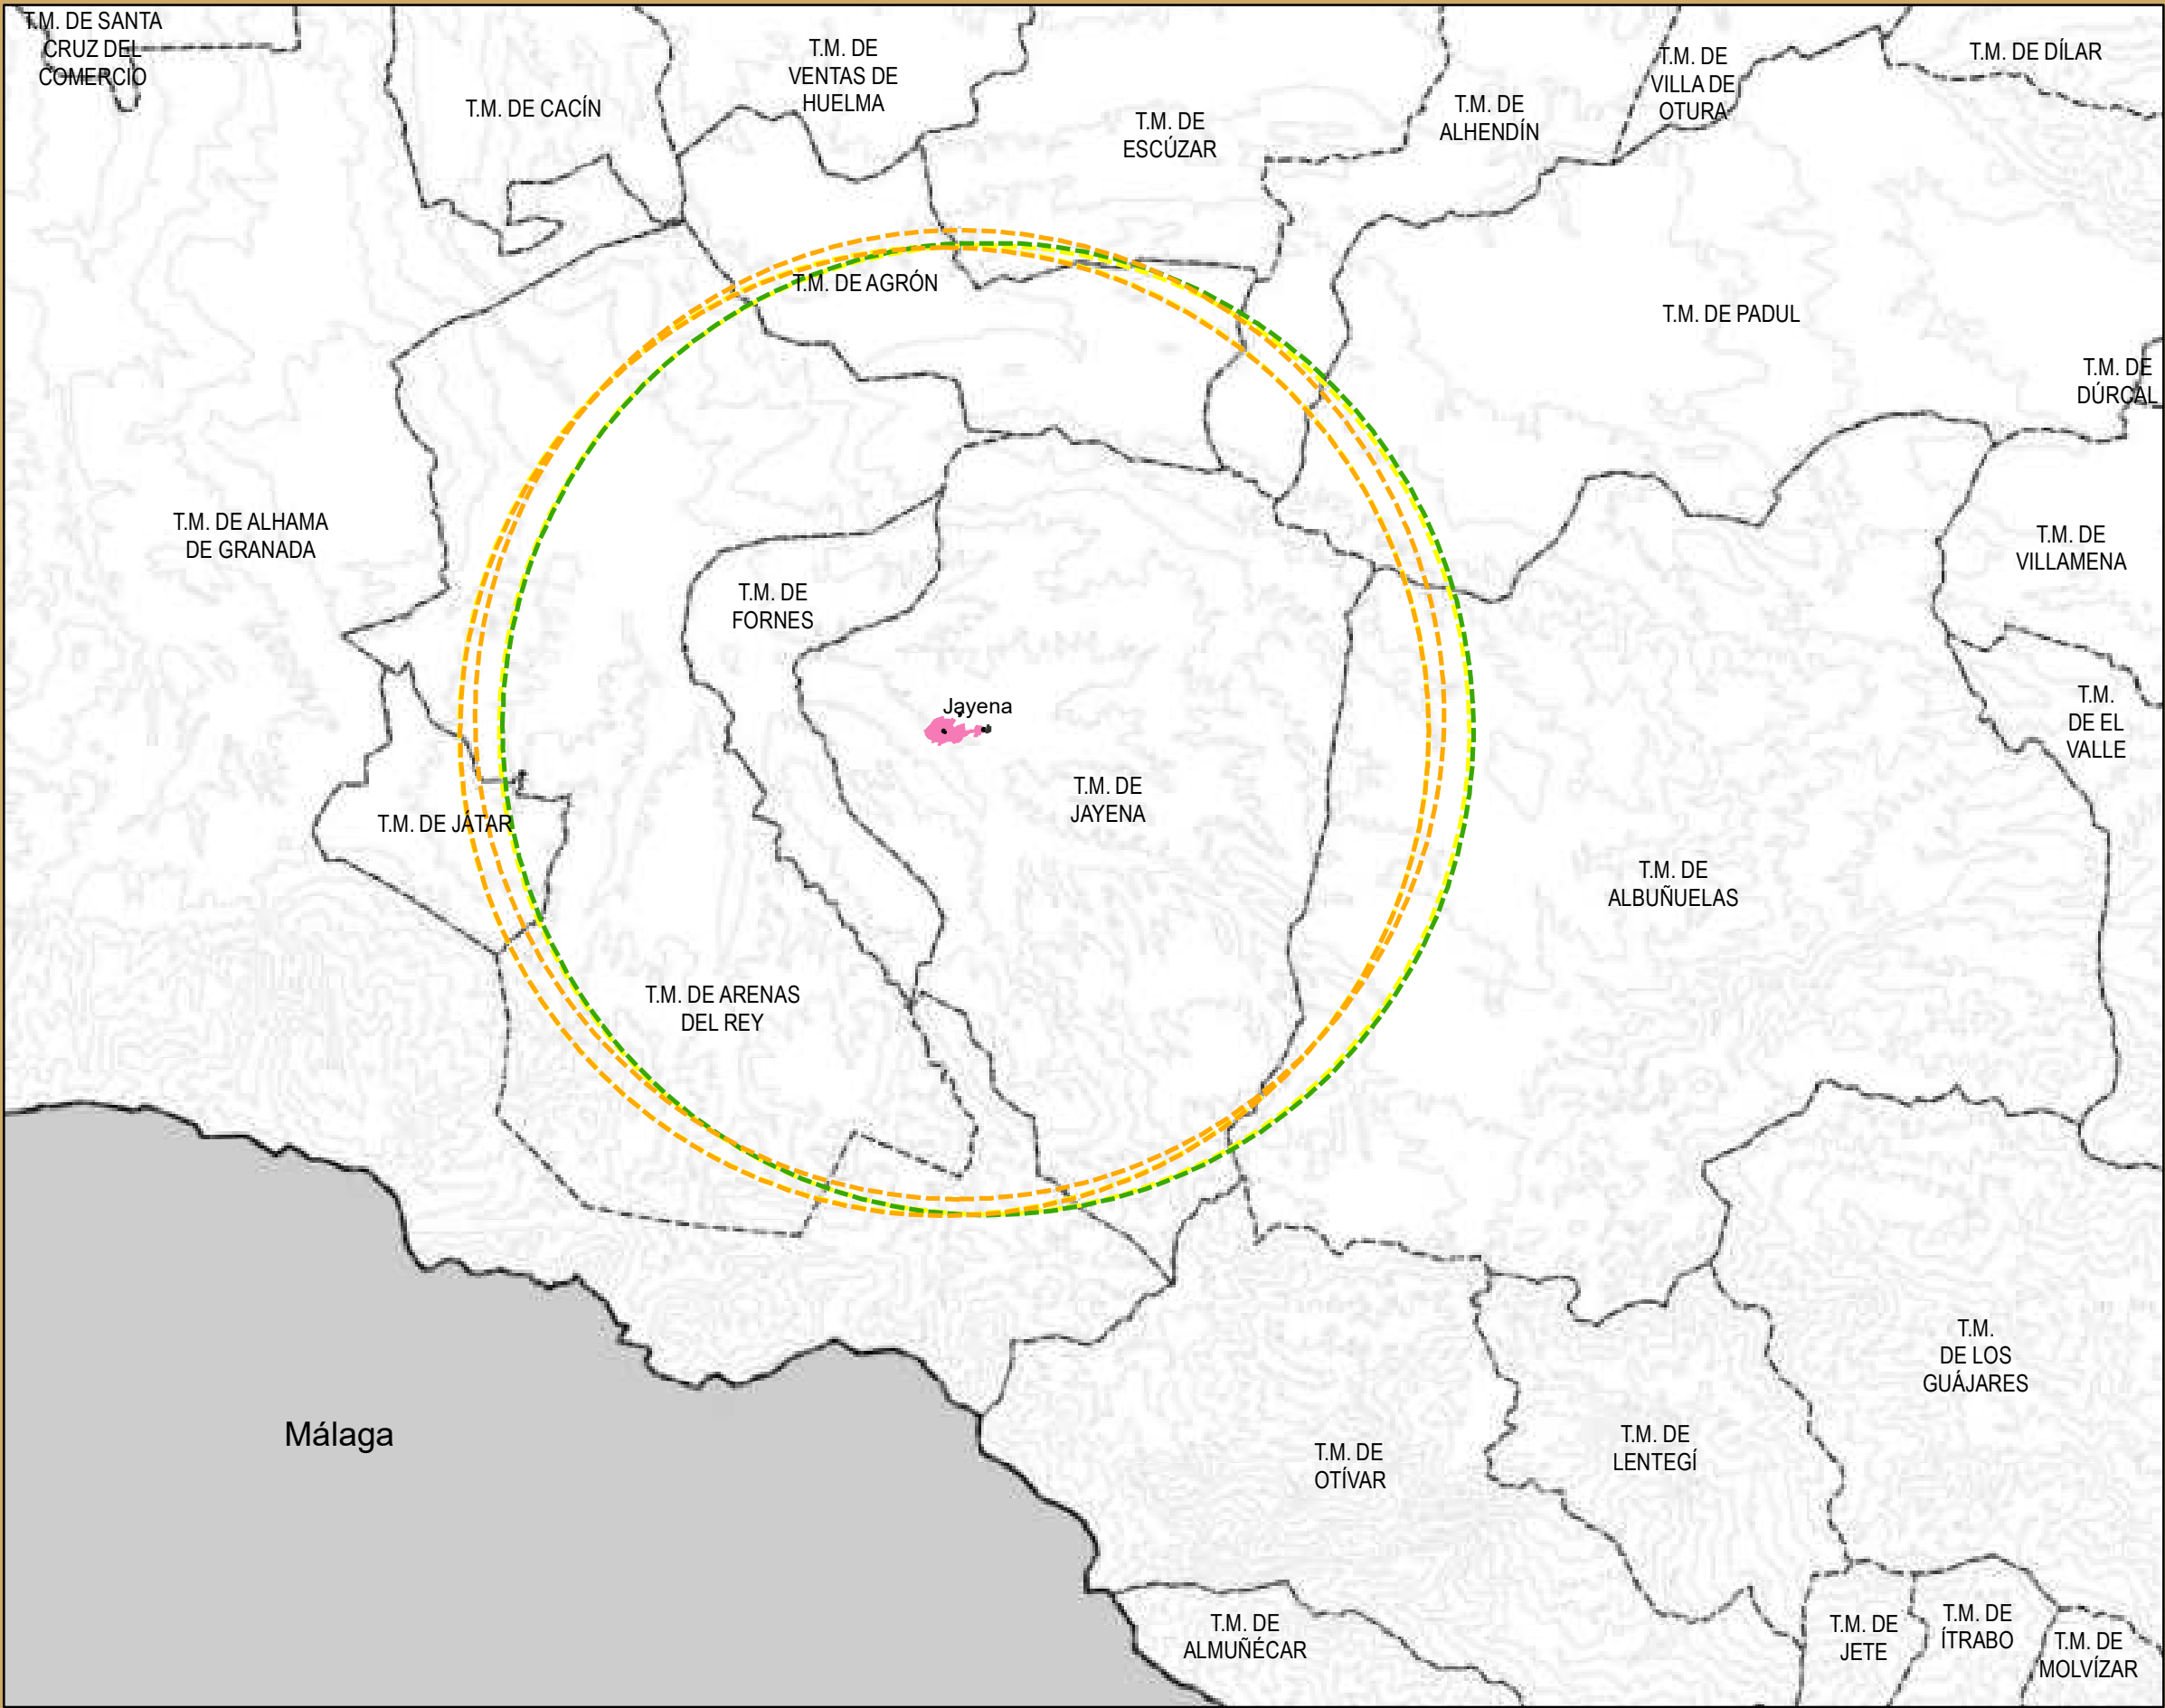 T.M. DE SANTA
CRUZ DEL
COMERCIO
T.M. DE CACÍN
T.M. DE
VENTAS DE
HUELMA
T.M. DE
ESCÚZAR
T.M. DE
ALHENDÍN
T.M. DE
VILLA DE
OTURA
T.M. DE DÍLAR
T.M. DE AGRÓN
T.M. DE PADUL
T.M. DE
DÚRCAL
T.M. DE ALHAMA
DE GRANADA
T.M. DE
FORNES
T.M. DE
VILLAMENA
Jayena
T.M.
DE EL
VALLE
T.M. DE
JAYENA
T.M. DE JÁTAR
T.M. DE
ALBUÑUELAS
T.M. DE ARENAS
DEL REY
T.M.
DE LOS
GUÁJARES
Málaga
T.M. DE
OTÍVAR
T.M. DE
LENTEGÍ
T.M. DE
ALMUÑÉCAR
T.M. DE
JETE
T.M. DE
ÍTRABO
T.M. DE
MOLVÍZAR